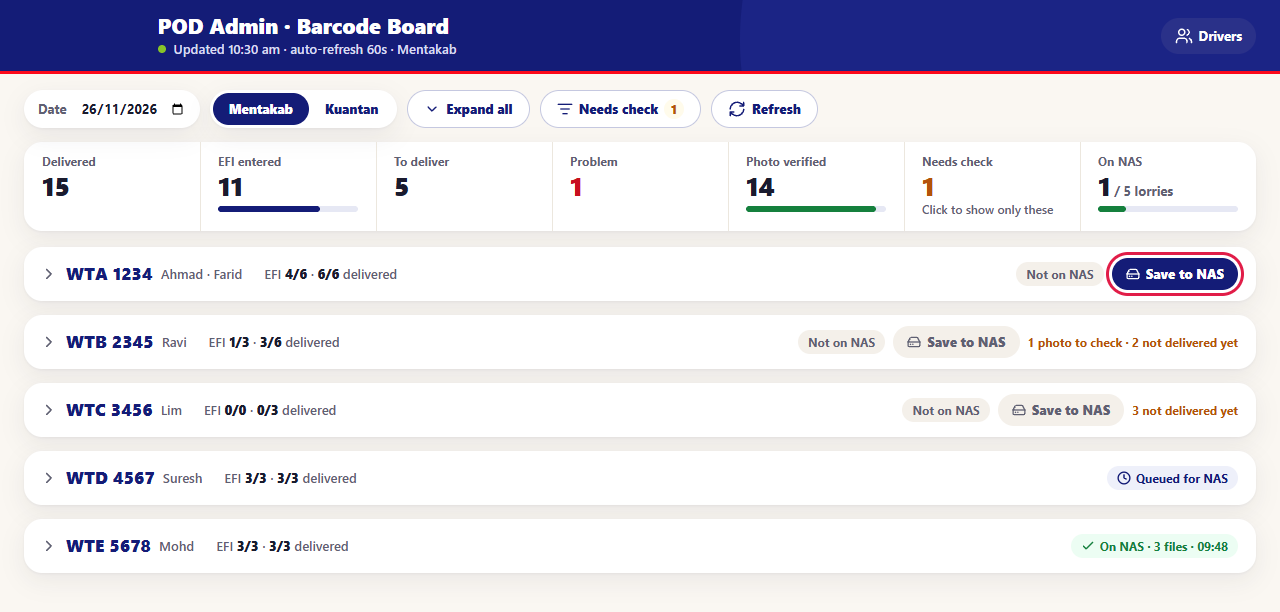 POD Admin · Barcode Board
Updated 10:30 am · auto-refresh 60s · Mentakab
Drivers
Date 26/11/2026
Mentakab Kuantan
Expand all
Needs check 1
Refresh
Delivered
15
EFI entered
11
To deliver
5
Problem
1
Photo verified
14
Needs check
1
Click to show only these
On NAS
1 / 5 lorries
WTA 1234 Ahmad · Farid EFI 4/6 · 6/6 delivered Not on NAS Save to NAS
WTB 2345 Ravi EFI 1/3 · 3/6 delivered Not on NAS Save to NAS 1 photo to check · 2 not delivered yet
WTC 3456 Lim EFI 0/0 · 0/3 delivered Not on NAS Save to NAS 3 not delivered yet
WTD 4567 Suresh EFI 3/3 · 3/3 delivered Queued for NAS
WTE 5678 Mohd EFI 3/3 · 3/3 delivered On NAS · 3 files · 09:48